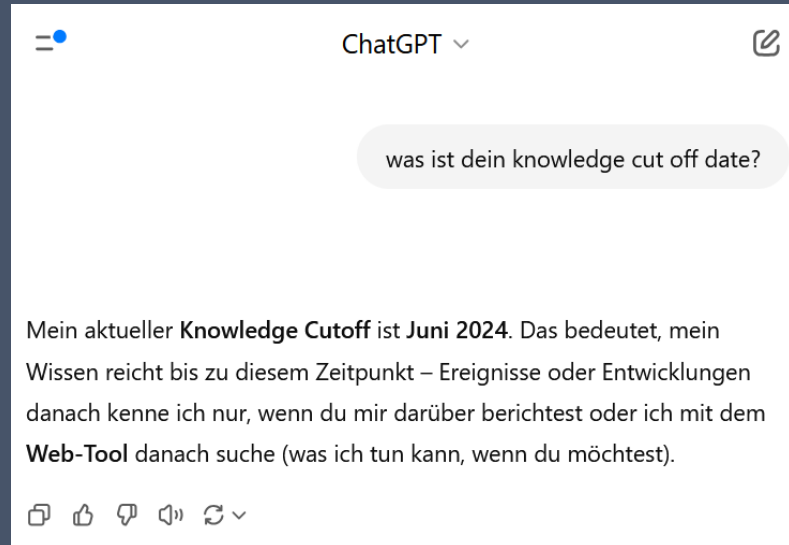 ChatGPT
was ist dein knowledge cut off date?
Mein aktueller Knowledge Cutoff ist Juni 2024. Das bedeutet, mein
Wissen reicht bis zu diesem Zeitpunkt – Ereignisse oder Entwicklungen
danach kenne ich nur, wenn du mir darüber berichtest oder ich mit dem
Web-Tool danach suche (was ich tun kann, wenn du möchtest).